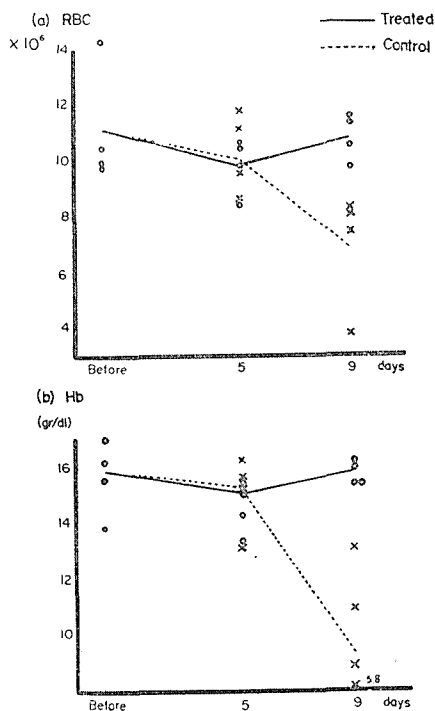 (a) RBC
× 10⁶
Treated
Control
14
12
10
8
6
4
Before 5 9 days
(b) Hb
(gr/dl)
16
14
12
10
5.8
Before 5 9 days